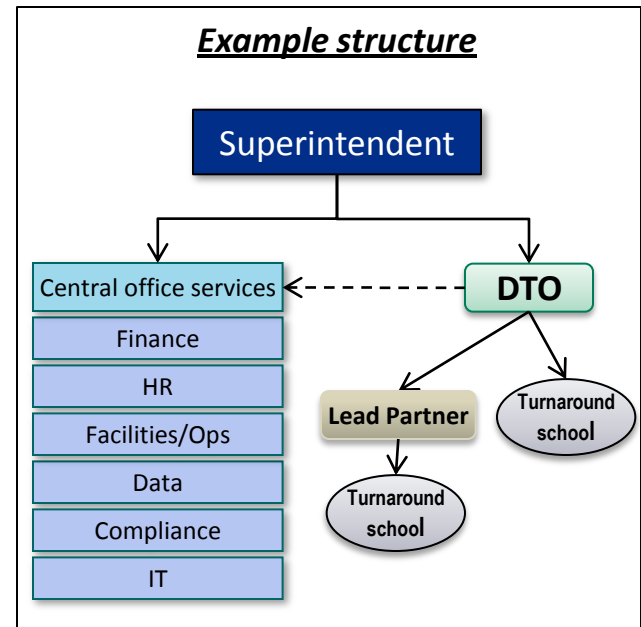 Example structure
Superintendent
Central office services
DTO
Finance
HR
Facilities/Ops
Data
Compliance
IT
Lead Partner
Turnaround
school
Turnaround
school